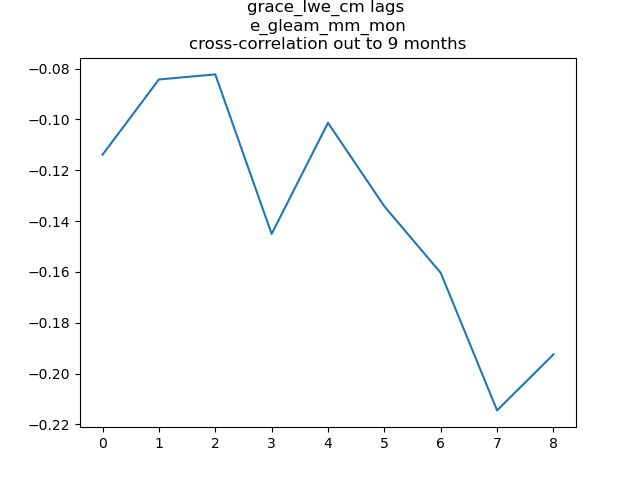 grace_lwe_cm lags
e_gleam_mm_mon
cross-correlation out to 9 months
−0.08
−0.10
−0.12
−0.14
−0.16
−0.18
−0.20
−0.22
0 1 2 3 4 5 6 7 8